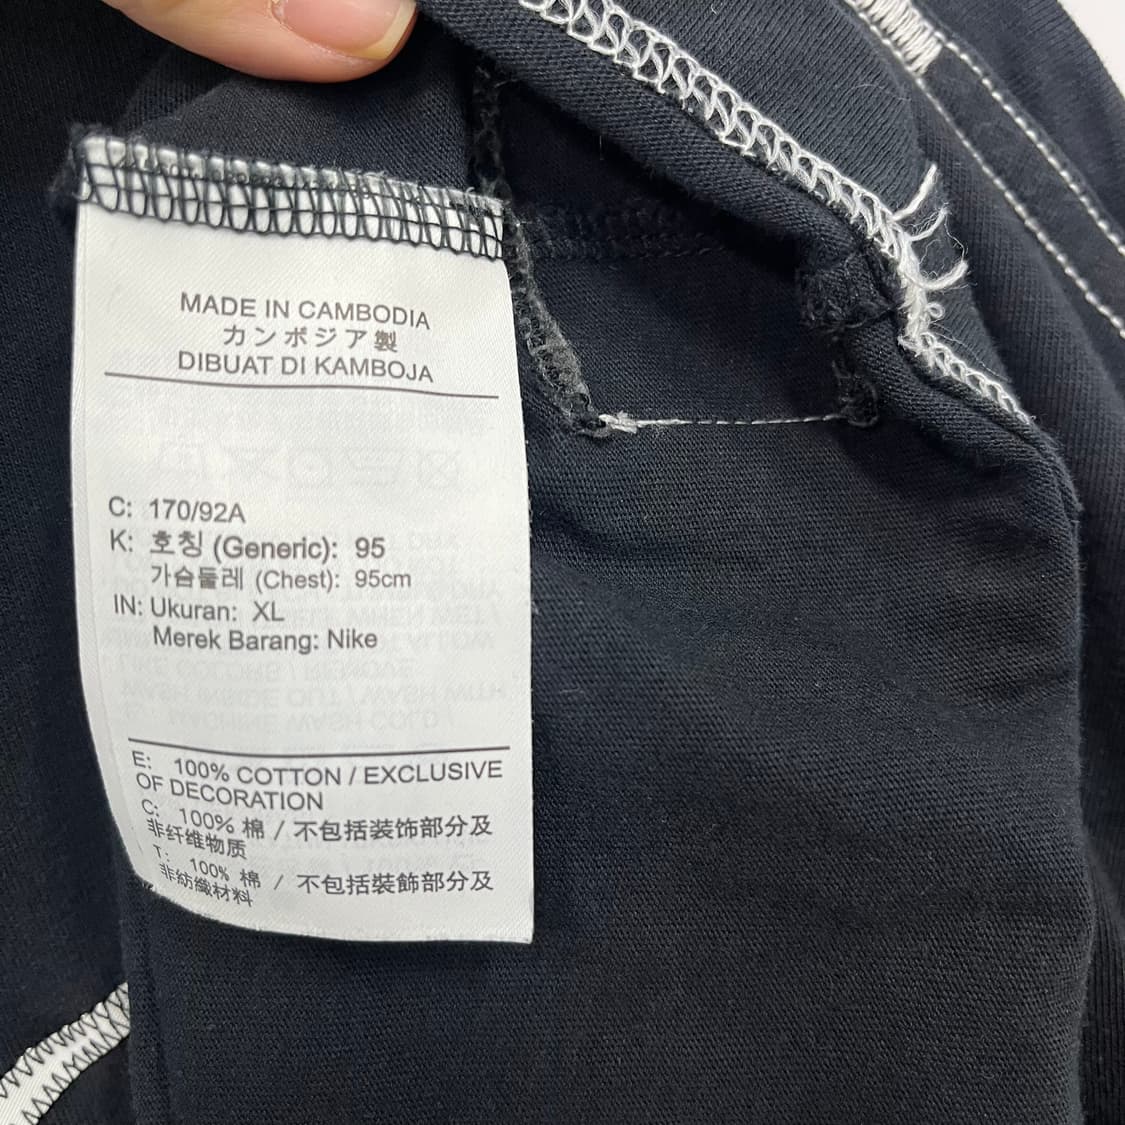 MADE IN CAMBODIA
カンボジア製
DIBUAT DI KAMBOJA
C: 170/92A
K: 호칭 (Generic): 95
가슴둘레 (Chest): 95cm
IN: Ukuran: XL
Merek Barang: Nike
E: 100% COTTON / EXCLUSIVE
OF DECORATION
C: 100% 棉 / 不包括装饰部分及
非纤维物质
T: 100% 棉 / 不包括裝飾部分及
非紡織材料